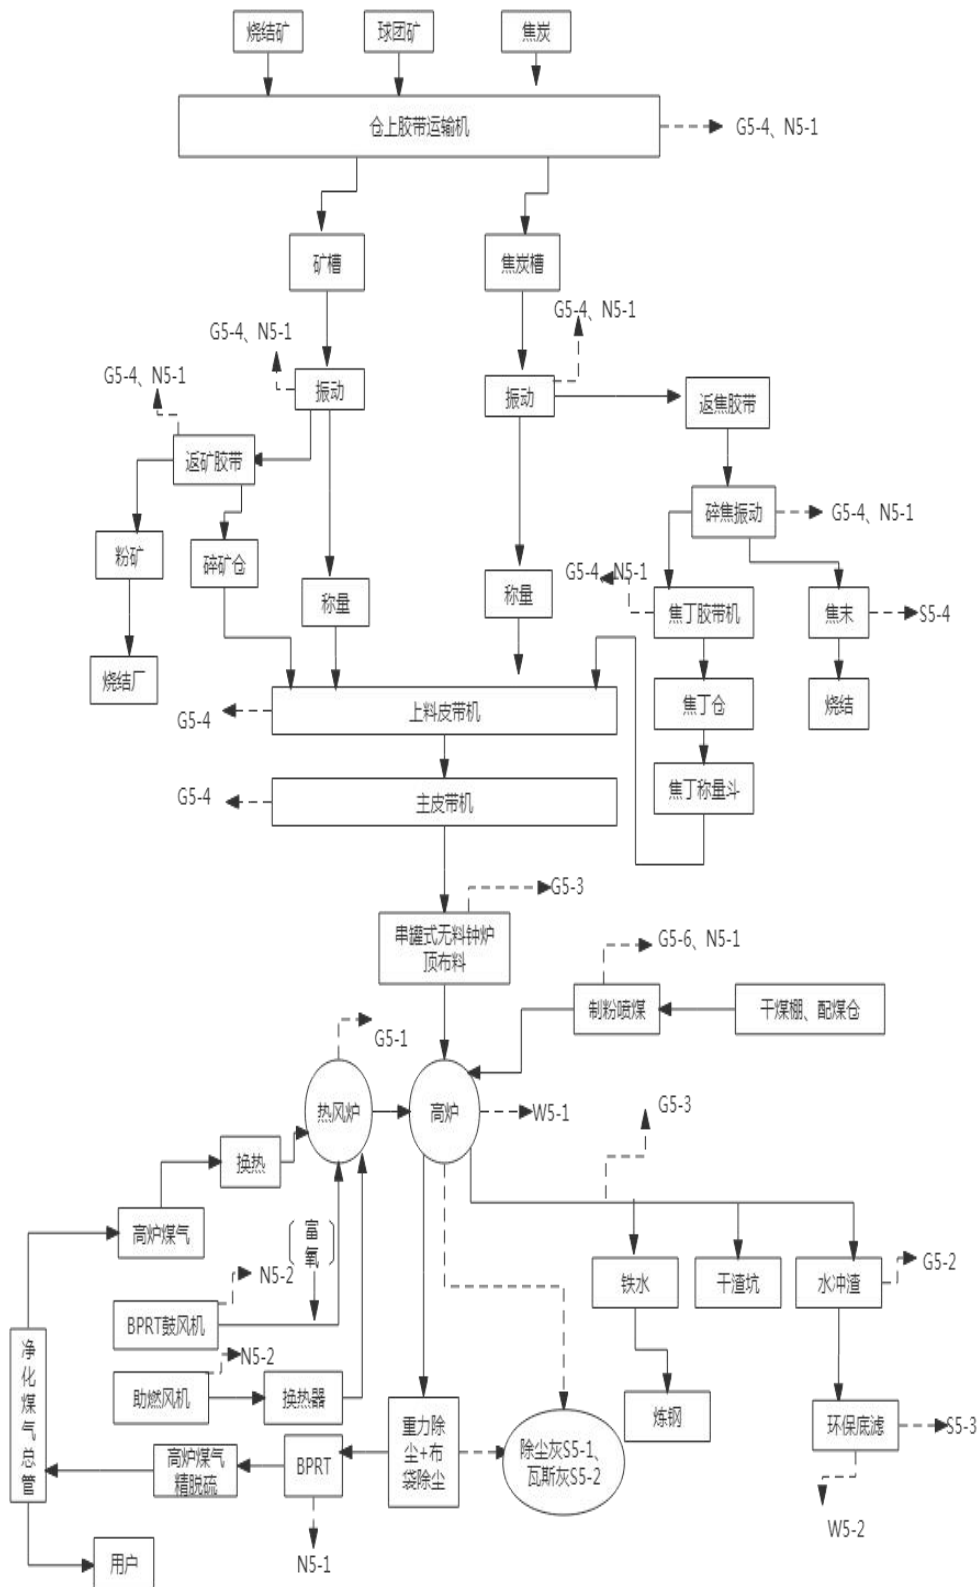 烧结矿
球团矿
焦炭
仓上胶带运输机
G5-4、N5-1
矿槽
焦炭槽
G5-4、N5-1
G5-4、N5-1
G5-4、N5-1
振动
振动
返焦胶带
返矿胶带
碎焦振动
G5-4、N5-1
粉矿
碎矿仓
称量
称量
G5-4、N5-1
焦丁胶带机
焦末
S5-4
烧结厂
上料皮带机
G5-4
焦丁仓
烧结
主皮带机
G5-4
焦丁称量斗
G5-3
串罐式无料钟炉
顶布料
G5-6、N5-1
制粉喷煤
干煤棚、配煤仓
G5-1
热风炉
高炉
W5-1
G5-3
换热
高炉煤气
富
氧
N5-2
BPRT鼓风机
铁水
干渣坑
水冲渣
G5-2
N5-2
助燃风机
换热器
净
化
煤
气
总
管
炼钢
重力除
尘+布
袋除尘
除尘灰S5-1、
瓦斯灰S5-2
环保底滤
S5-3
高炉煤气
精脱硫
BPRT
W5-2
N5-1
用户